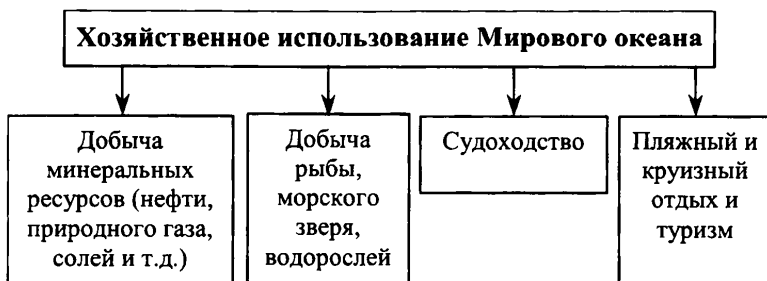 Хозяйственное использование Мирового океана
Добыча
минеральных
ресурсов (нефти,
природного газа,
солей и т.д.)
Добыча
рыбы,
морского
зверя,
водорослей
Судоходство
Пляжный и
круизный
отдых и
туризм